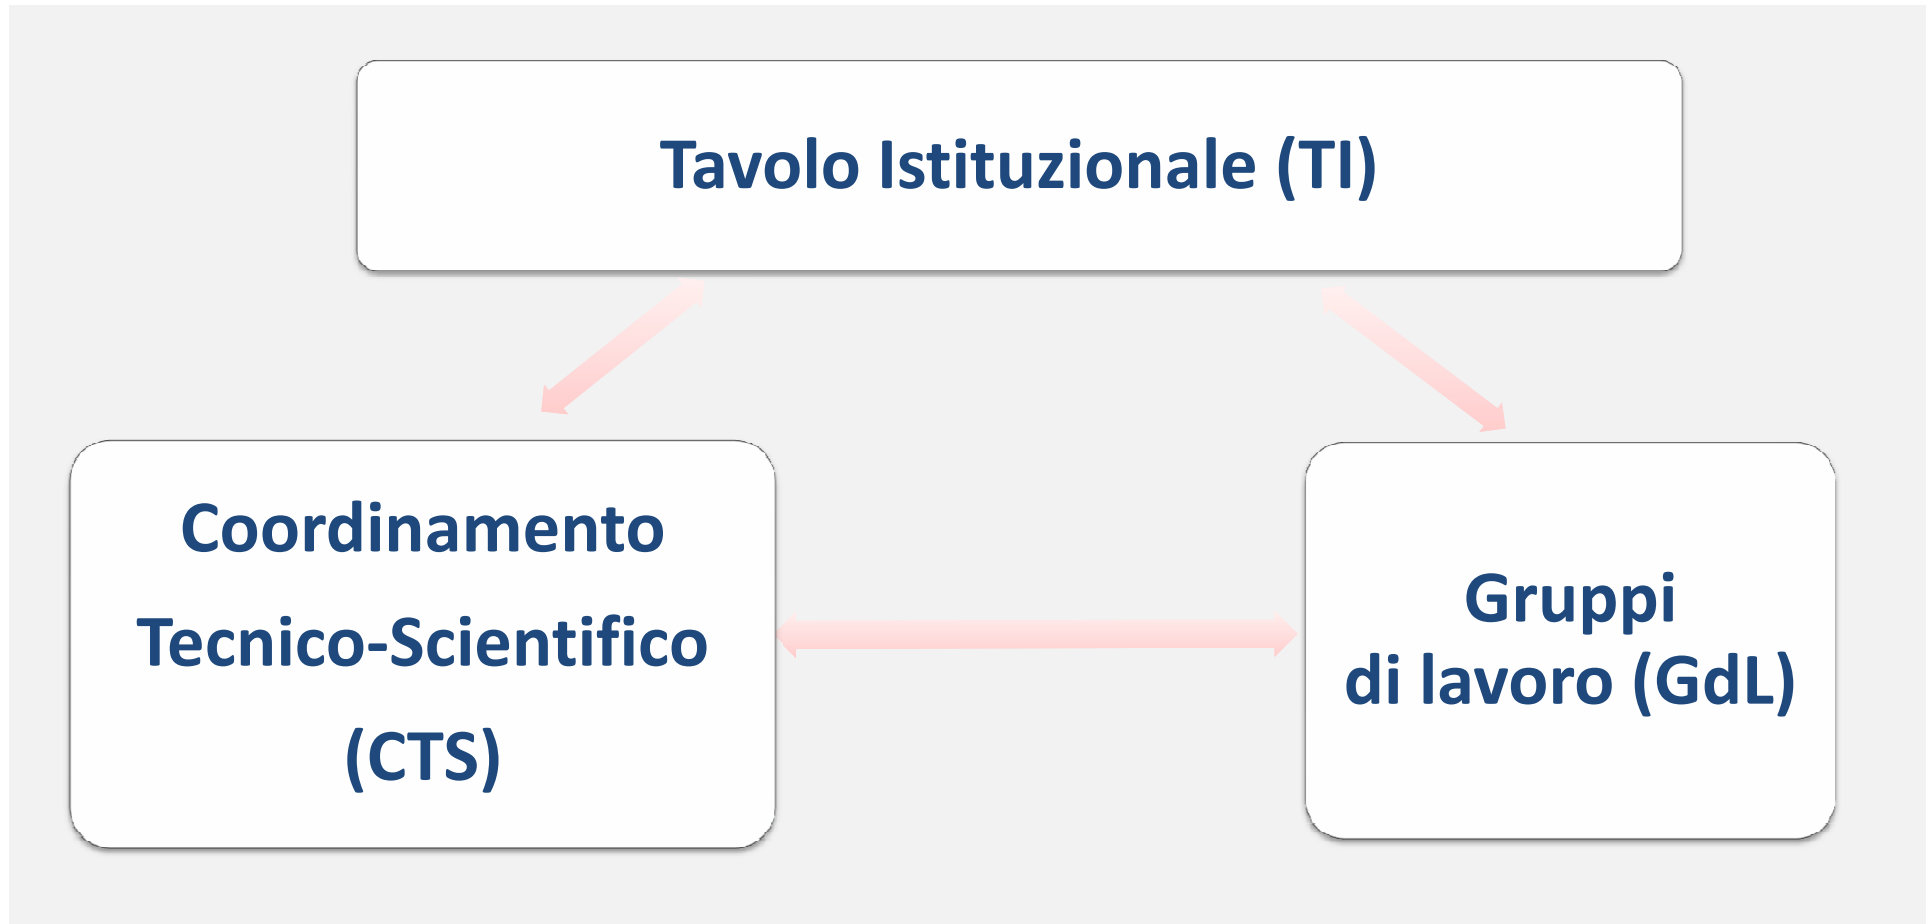 Tavolo Istituzionale (TI)
Coordinamento
Tecnico-Scientifico
(CTS)
Gruppi
di lavoro (GdL)